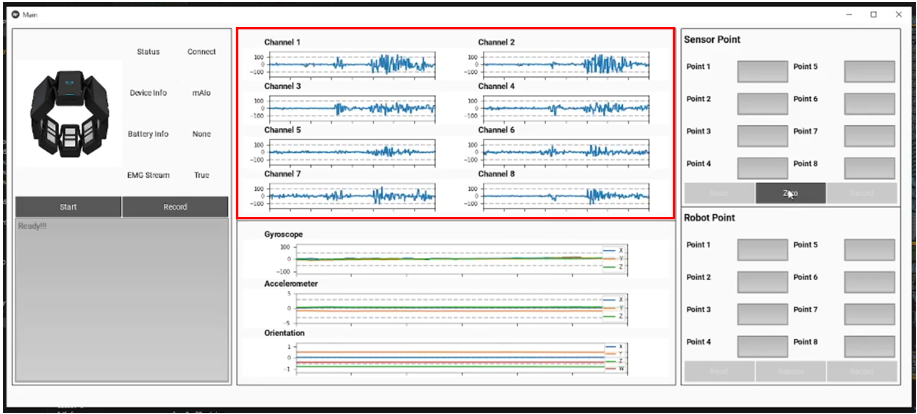 Main
Status Connect
Device Info mAlo
Battery Info None
EMG Stream True
Start Record
Ready!!!
Channel 1 Channel 2
100
0
-100
100
0
-100
Channel 3 Channel 4
100
0
-100
100
0
-100
Channel 5 Channel 6
100
0
-100
100
0
-100
Channel 7 Channel 8
100
0
-100
100
0
-100
Gyroscope
100
0
-100
X
Y
Z
Accelerometer
5
0
-5
X
Y
Z
Orientation
1
0
-1
X
Y
Z
W
Sensor Point
Point 1 Point 5
Point 2 Point 6
Point 3 Point 7
Point 4 Point 8
Zero Record
Robot Point
Point 1 Point 5
Point 2 Point 6
Point 3 Point 7
Point 4 Point 8
Record